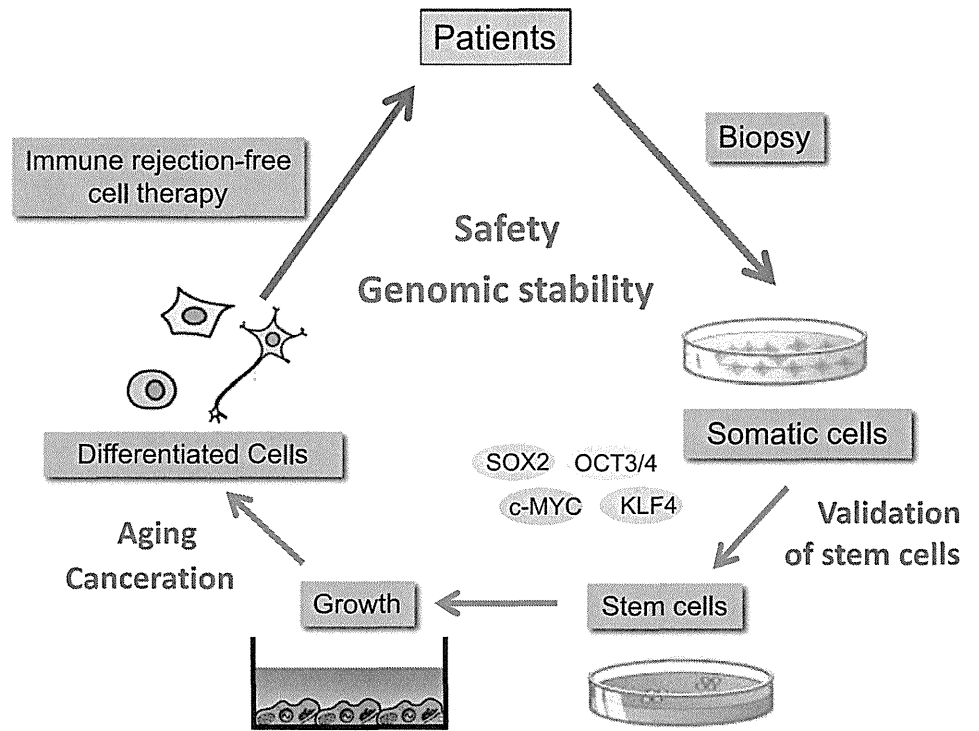 Patients
Biopsy
Immune rejection-free
cell therapy
Safety
Genomic stability
Somatic cells
Differentiated Cells
SOX2
OCT3/4
c-MYC
KLF4
Validation
of stem cells
Aging
Canceration
Growth
Stem cells